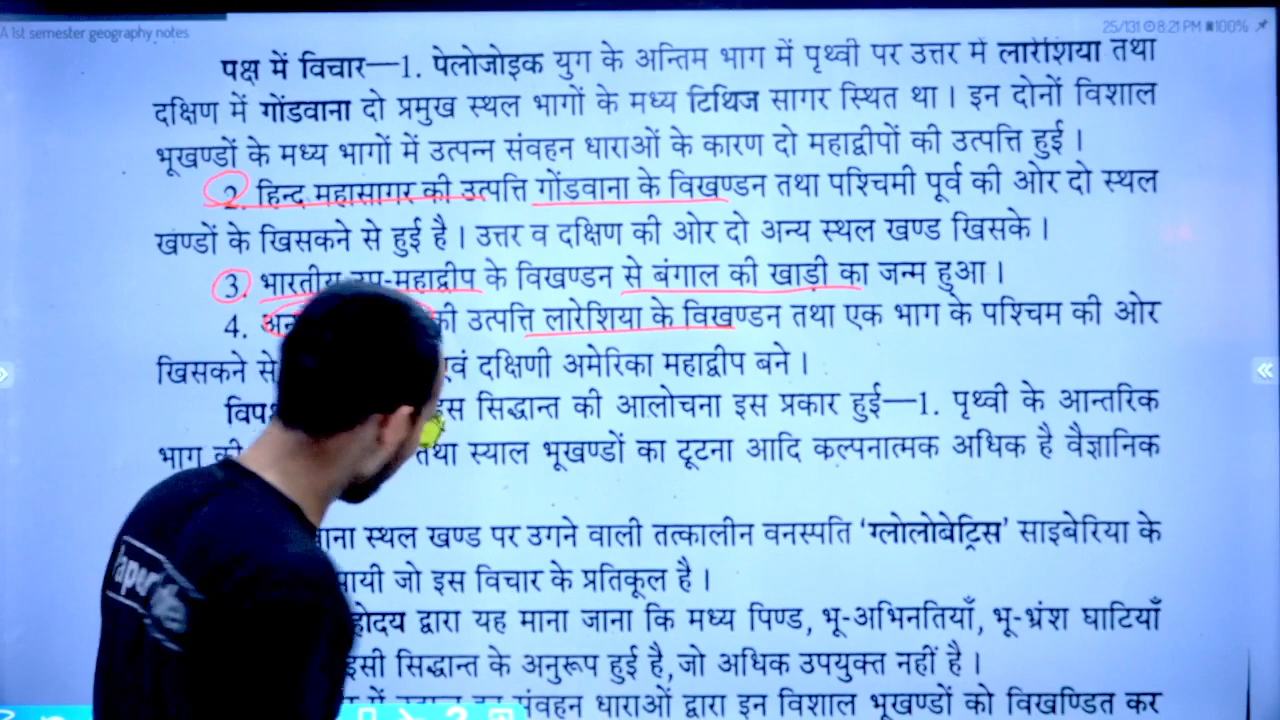 A 1st semester geography notes
25/131 8:21 PM 100%
पक्ष में विचार—1. पेलोजोइक युग के अन्तिम भाग में पृथ्वी पर उत्तर में लारेशिया तथा
दक्षिण में गोंडवाना दो प्रमुख स्थल भागों के मध्य टिथिज सागर स्थित था। इन दोनों विशाल
भूखण्डों के मध्य भागों में उत्पन्न संवहन धाराओं के कारण दो महाद्वीपों की उत्पत्ति हुई।
2. हिन्द महासागर की उत्पत्ति गोंडवाना के विखण्डन तथा पश्चिमी पूर्व की ओर दो स्थल
खण्डों के खिसकने से हुई है। उत्तर व दक्षिण की ओर दो अन्य स्थल खण्ड खिसके।
3. भारतीय उप-महाद्वीप के विखण्डन से बंगाल की खाड़ी का जन्म हुआ।
4. की उत्पत्ति लारेशिया के विखण्डन तथा एक भाग के पश्चिम की ओर
खिसकने से एवं दक्षिणी अमेरिका महाद्वीप बने।
इस सिद्धान्त की आलोचना इस प्रकार हुई—1. पृथ्वी के आन्तरिक
भाग की तथा स्याल भूखण्डों का टूटना आदि कल्पनात्मक अधिक है वैज्ञानिक
स्थल खण्ड पर उगने वाली तत्कालीन वनस्पति ‘ग्लोलोबेट्रिस’ साइबेरिया के
जो इस विचार के प्रतिकूल है।
द्वारा यह माना जाना कि मध्य पिण्ड, भू-अभिनतियाँ, भू-भ्रंश घाटियाँ
इसी सिद्धान्त के अनुरूप हुई है, जो अधिक उपयुक्त नहीं है।
संवहन धाराओं द्वारा इन विशाल भूखण्डों को विखण्डित कर